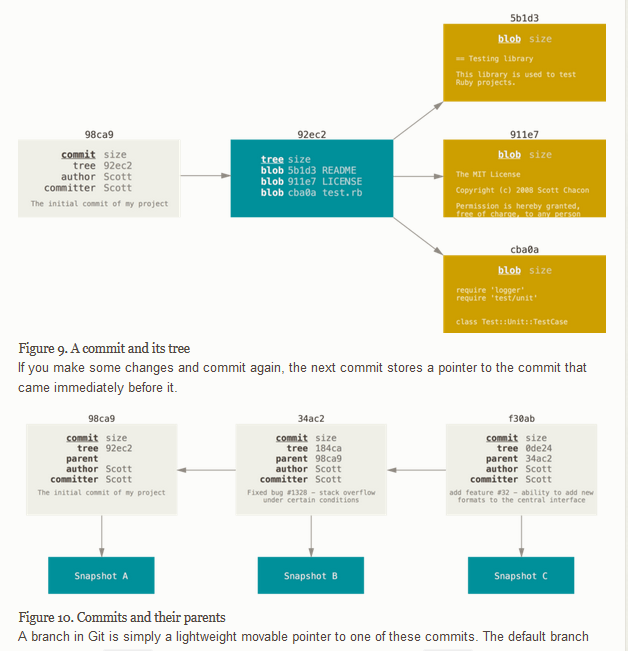 5b1d3
blob size
== Testing library
This library is used to test
Ruby projects.
98ca9
commit size
tree 92ec2
author Scott
committer Scott
The initial commit of my project
92ec2
tree size
blob 5b1d3 README
blob 911e7 LICENSE
blob cba0a test.rb
911e7
blob size
The MIT License
Copyright (c) 2008 Scott Chacon
Permission is hereby granted,
free of charge, to any person
cba0a
blob size
require 'logger'
require 'test/unit'
class Test::Unit::TestCase
Figure 9. A commit and its tree
If you make some changes and commit again, the next commit stores a pointer to the commit that
came immediately before it.
98ca9
commit size
tree 92ec2
parent
author Scott
committer Scott
The initial commit of my project
34ac2
commit size
tree 184ca
parent 98ca9
author Scott
committer Scott
Fixed bug #1328 – stack overflow
under certain conditions
f30ab
commit size
tree 0de24
parent 34ac2
author Scott
committer Scott
add feature #32 – ability to add new
formats to the central interface
Snapshot A
Snapshot B
Snapshot C
Figure 10. Commits and their parents
A branch in Git is simply a lightweight movable pointer to one of these commits. The default branch